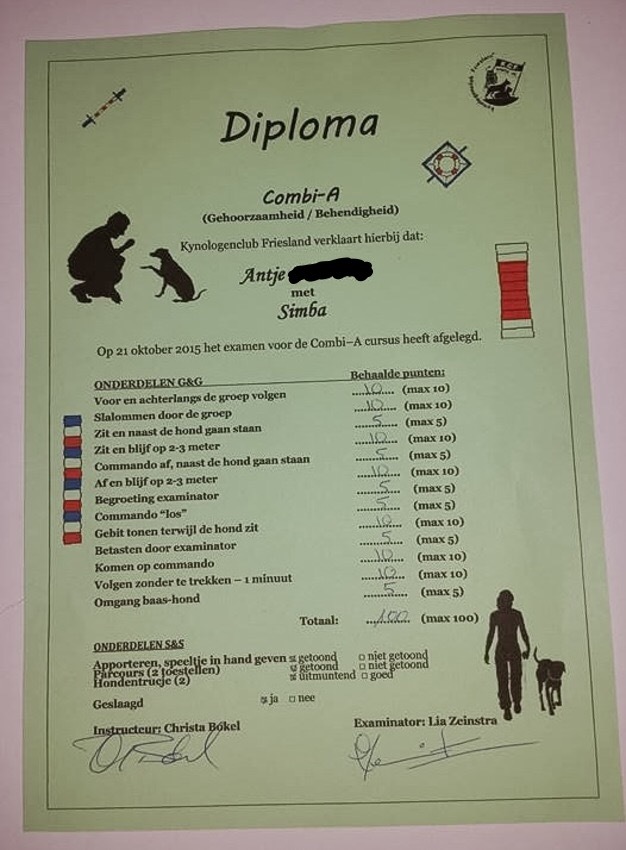 K.C.F
Diploma
Combi-A
(Gehoorzaamheid / Behendigheid)
Kynologenclub Friesland verklaart hierbij dat:
Antje
met
Simba
Op 21 oktober 2015 het examen voor de Combi–A cursus heeft afgelegd.
ONDERDELEN G&G Behaalde punten:
Voor en achterlangs de groep volgen 10 (max 10)
Slalommen door de groep 10 (max 10)
Zit en naast de hond gaan staan 5 (max 5)
Zit en blijf op 2-3 meter 10 (max 10)
Commando af, naast de hond gaan staan 5 (max 5)
Af en blijf op 2-3 meter 10 (max 10)
Begroeting examinator 5 (max 5)
Commando “los” 5 (max 5)
Gebit tonen terwijl de hond zit 10 (max 10)
Betasten door examinator 5 (max 5)
Komen op commando 10 (max 10)
Volgen zonder te trekken – 1 minuut 10 (max 10)
Omgang baas-hond 5 (max 5)
Totaal: 100 (max 100)
ONDERDELEN S&S
Apporteren, speeltje in hand geven getoond niet getoond
Parcours (2 toestellen) getoond niet getoond
Hondentrucje (2) uitmuntend goed
Geslaagd ja nee
Instructeur: Christa Bokel Examinator: Lia Zeinstra